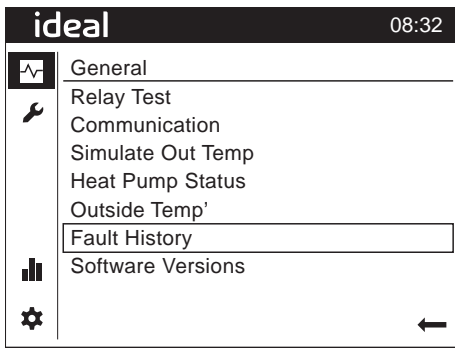 ideal 08:32
General
Relay Test
Communication
Simulate Out Temp
Heat Pump Status
Outside Temp'
Fault History
Software Versions